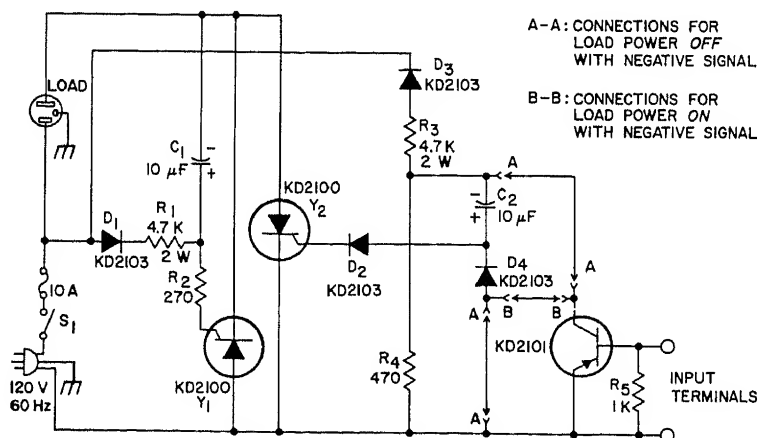 A–A: CONNECTIONS FOR
LOAD POWER OFF
WITH NEGATIVE SIGNAL
B–B: CONNECTIONS FOR
LOAD POWER ON
WITH NEGATIVE SIGNAL
LOAD
D3
KD2103
R3
4.7 K
2 W
C1
10 µF
-
+
KD2100
Y2
D1
KD2103
R1
4.7 K
2 W
R2
270
D2
KD2103
-
C2
10 µF
+
A
A
D4
KD2103
A
B
B
A
KD2101
10 A
S1
120 V
60 Hz
KD2100
Y1
R4
470
A
R5
1 K
INPUT
TERMINALS